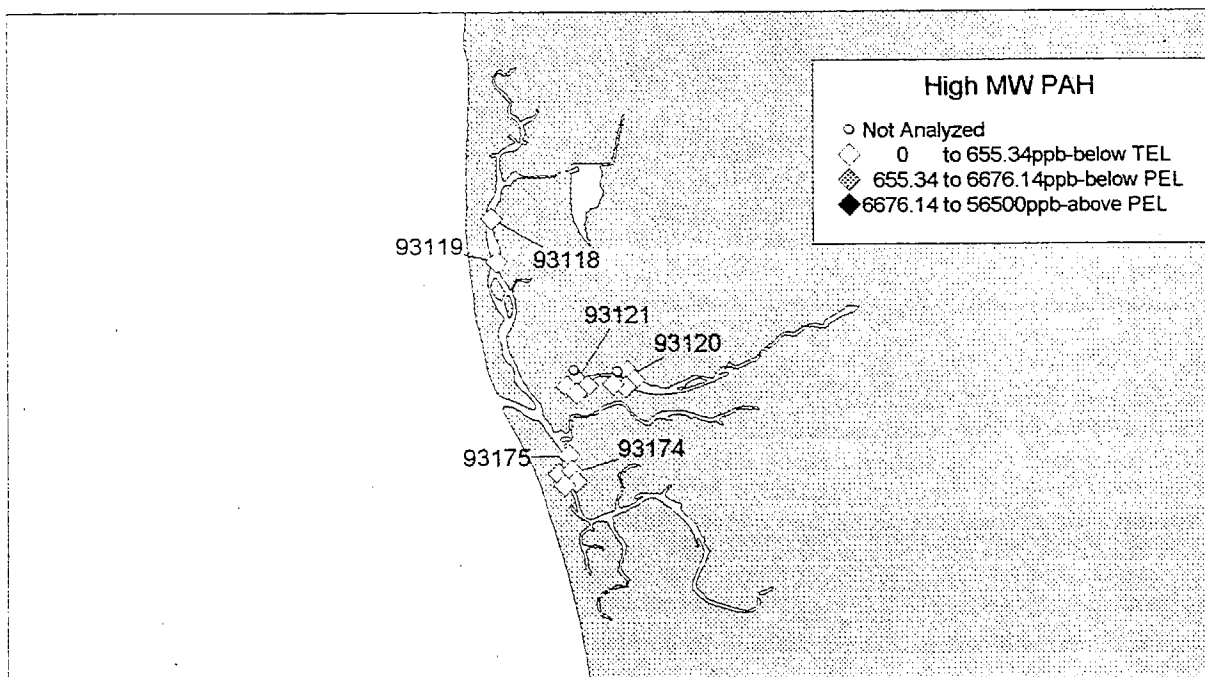 High MW PAH
Not Analyzed
0 to 655.34ppb-below TEL
655.34 to 6676.14ppb-below PEL
6676.14 to 56500ppb-above PEL
93119
93118
93121
93120
93175
93174